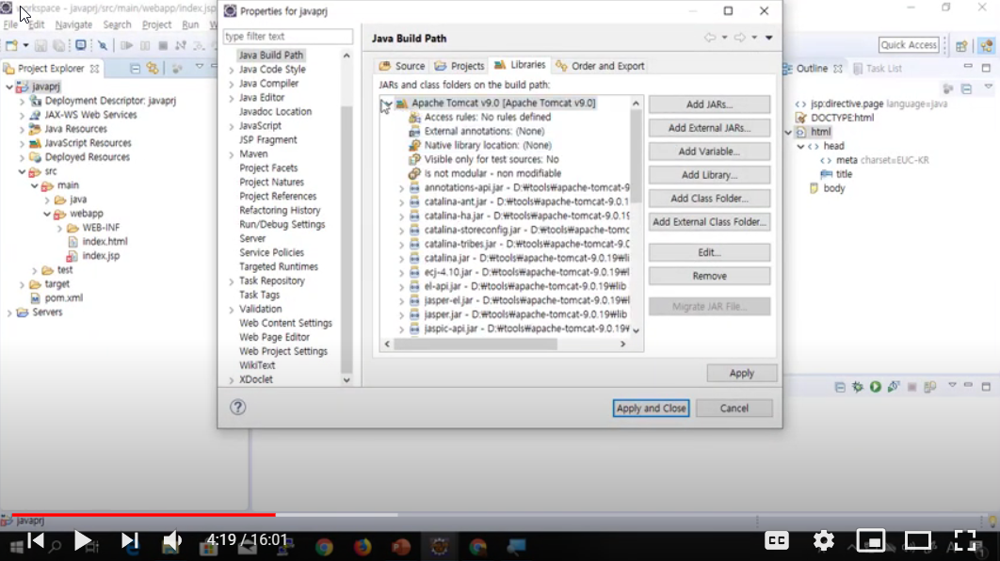 workspace - javaprj/src/main/webapp/index.jsp
File Edit Navigate Search Project Run
Quick Access
Project Explorer
javaprj
Deployment Descriptor: javaprj
JAX-WS Web Services
Java Resources
JavaScript Resources
Deployed Resources
src
main
java
webapp
WEB-INF
index.html
index.jsp
test
target
pom.xml
Servers
Properties for javaprj
type filter text
Java Build Path
Java Code Style
Java Compiler
Java Editor
Javadoc Location
JavaScript
JSP Fragment
Maven
Project Facets
Project Natures
Project References
Refactoring History
Run/Debug Settings
Server
Service Policies
Targeted Runtimes
Task Repository
Task Tags
Validation
Web Content Settings
Web Page Editor
Web Project Settings
WikiText
XDoclet
Java Build Path
Source Projects Libraries Order and Export
JARs and class folders on the build path:
Apache Tomcat v9.0 [Apache Tomcat v9.0]
Access rules: No rules defined
External annotations: (None)
Native library location: (None)
Visible only for test sources: No
Is not modular - non modifiable
annotations-api.jar - D:₩tools₩apache-tomcat-9
catalina-ant.jar - D:₩tools₩apache-tomcat-9.0.1
catalina-ha.jar - D:₩tools₩apache-tomcat-9.0.19
catalina-storeconfig.jar - D:₩tools₩apache-tomc
catalina-tribes.jar - D:₩tools₩apache-tomcat-9.0
catalina.jar - D:₩tools₩apache-tomcat-9.0.19₩li
ecj-4.10.jar - D:₩tools₩apache-tomcat-9.0.19₩l
el-api.jar - D:₩tools₩apache-tomcat-9.0.19₩lib
jasper-el.jar - D:₩tools₩apache-tomcat-9.0.19₩l
jasper.jar - D:₩tools₩apache-tomcat-9.0.19₩lib
jaspic-api.jar - D:₩tools₩apache-tomcat-9.0.19₩
Add JARs...
Add External JARs...
Add Variable...
Add Library...
Add Class Folder...
Add External Class Folder...
Edit...
Remove
Migrate JAR File...
Apply
Apply and Close Cancel
Outline Task List
jsp:directive.page language=java
DOCTYPE:html
html
head
meta charset=EUC-KR
title
body
javaprj
4:19 / 16:01
CC